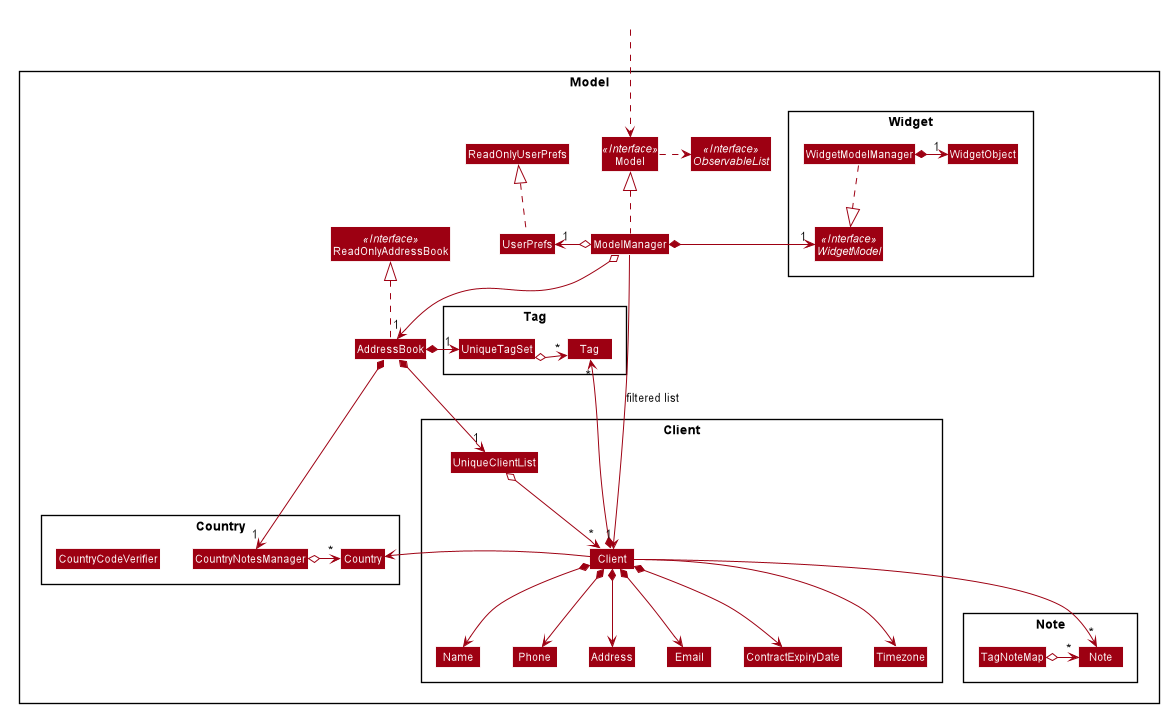 Model
Widget
ReadOnlyUserPrefs
«Interface»
Model
«Interface»
ObservableList
WidgetModelManager
1
WidgetObject
«Interface»
ReadOnlyAddressBook
UserPrefs
1
ModelManager
1
«Interface»
WidgetModel
Tag
1
AddressBook
1
UniqueTagSet
*
Tag
*
filtered list
Client
1
UniqueClientList
Country
1
*
1
CountryCodeVerifier
CountryNotesManager
*
Country
Client
Note
*
Name
Phone
Address
Email
ContractExpiryDate
Timezone
TagNoteMap
*
Note